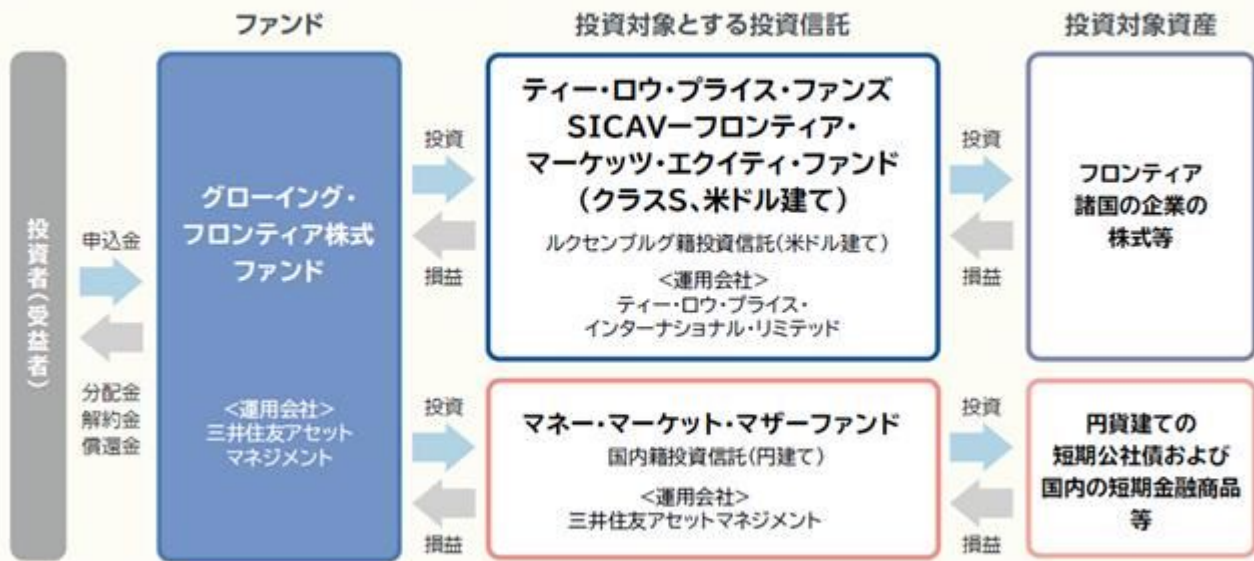 ファンド
投資対象とする投資信託
投資対象資産
投資者(受益者)
申込金
分配金
解約金
償還金
グローイング・
フロンティア株式
ファンド
<運用会社>
三井住友アセット
マネジメント
投資
損益
ティー・ロウ・プライス・ファンズ
SICAVーフロンティア・
マーケッツ・エクイティ・ファンド
(クラスS、米ドル建て)
ルクセンブルグ籍投資信託(米ドル建て)
<運用会社>
ティー・ロウ・プライス・
インターナショナル・リミテッド
投資
損益
フロンティア
諸国の企業の
株式等
投資
損益
マネー・マーケット・マザーファンド
国内籍投資信託(円建て)
<運用会社>
三井住友アセットマネジメント
投資
損益
円貨建ての
短期公社債および
国内の短期金融商品
等